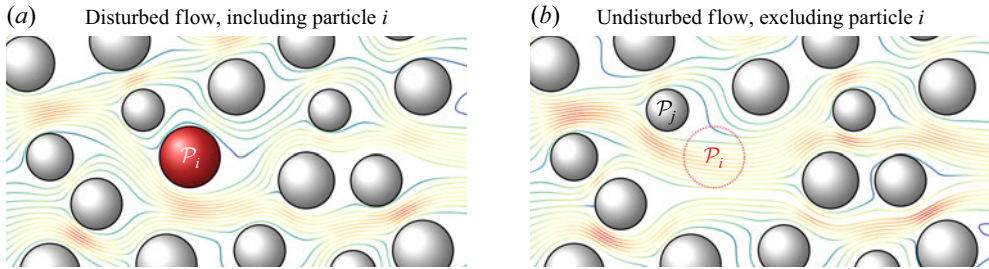 (a) Disturbed flow, including particle i
(b) Undisturbed flow, excluding particle i
𝒫ᵢ
𝒫ⱼ
𝒫ᵢ